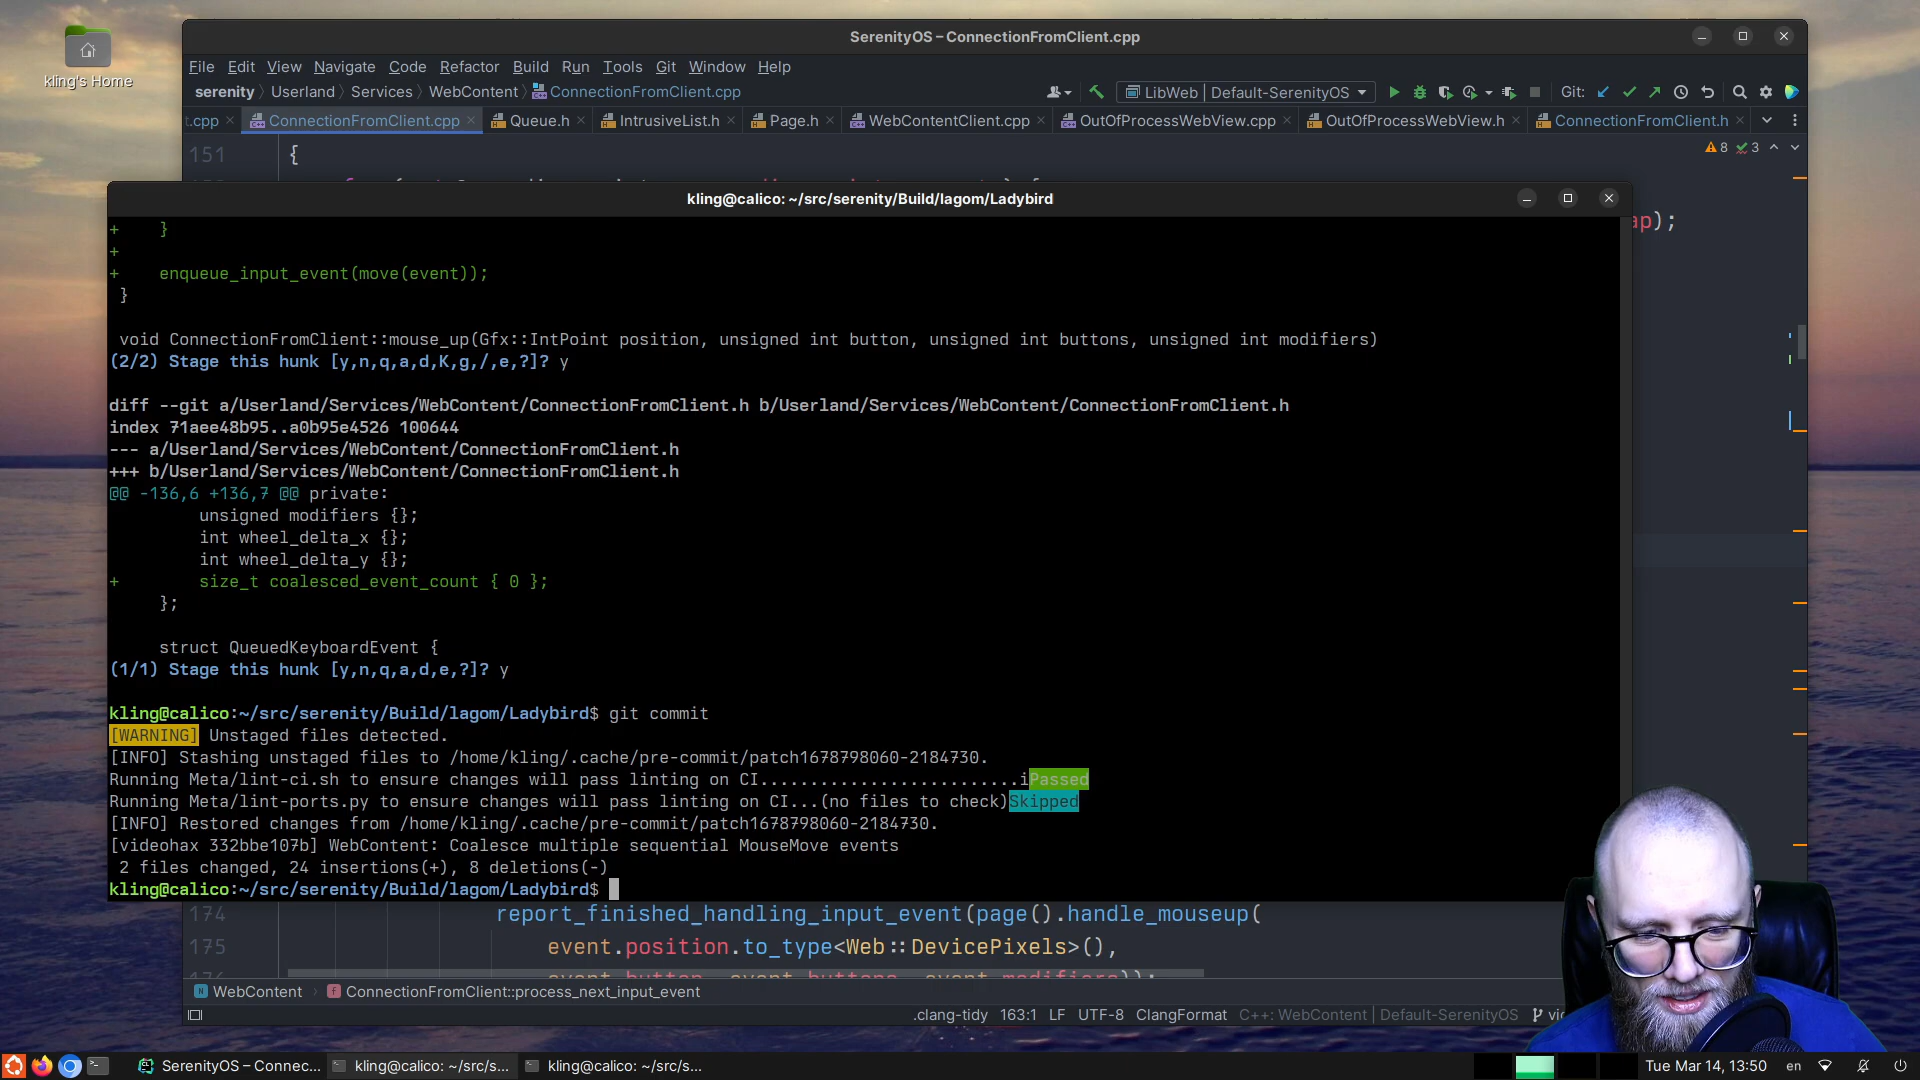 kling's Home
SerenityOS – ConnectionFromClient.cpp
File Edit View Navigate Code Refactor Build Run Tools Git Window Help
serenity Userland Services WebContent ConnectionFromClient.cpp
LibWeb | Default-SerenityOS
Git:
t.cpp ConnectionFromClient.cpp Queue.h IntrusiveList.h Page.h WebContentClient.cpp OutOfProcessWebView.cpp OutOfProcessWebView.h ConnectionFromClient.h
151 {
8 3
ap);
kling@calico: ~/src/serenity/Build/lagom/Ladybird
+    }
+
+    enqueue_input_event(move(event));
 }
 void ConnectionFromClient::mouse_up(Gfx::IntPoint position, unsigned int button, unsigned int buttons, unsigned int modifiers)
(2/2) Stage this hunk [y,n,q,a,d,K,g,/,e,?]? y
diff --git a/Userland/Services/WebContent/ConnectionFromClient.h b/Userland/Services/WebContent/ConnectionFromClient.h
index 71aee48b95..a0b95e4526 100644
--- a/Userland/Services/WebContent/ConnectionFromClient.h
+++ b/Userland/Services/WebContent/ConnectionFromClient.h
@@ -136,6 +136,7 @@ private:
         unsigned modifiers {};
         int wheel_delta_x {};
         int wheel_delta_y {};
+        size_t coalesced_event_count { 0 };
     };
     struct QueuedKeyboardEvent {
(1/1) Stage this hunk [y,n,q,a,d,e,?]? y
kling@calico:~/src/serenity/Build/lagom/Ladybird$ git commit
[WARNING] Unstaged files detected.
[INFO] Stashing unstaged files to /home/kling/.cache/pre-commit/patch1678798060-2184730.
Running Meta/lint-ci.sh to ensure changes will pass linting on CI..........................iPassed
Running Meta/lint-ports.py to ensure changes will pass linting on CI...(no files to check)Skipped
[INFO] Restored changes from /home/kling/.cache/pre-commit/patch1678798060-2184730.
[videohax 332bbe107b] WebContent: Coalesce multiple sequential MouseMove events
 2 files changed, 24 insertions(+), 8 deletions(-)
kling@calico:~/src/serenity/Build/lagom/Ladybird$
174 report_finished_handling_input_event(page().handle_mouseup(
175 event.position.to_type<Web::DevicePixels>(),
176 event.button, event.buttons, event.modifiers));
WebContent ConnectionFromClient::process_next_input_event
.clang-tidy 163:1 LF UTF-8 ClangFormat C++: WebContent | Default-SerenityOS
SerenityOS – Connec... kling@calico: ~/src/s... kling@calico: ~/src/s... Tue Mar 14, 13:50 en